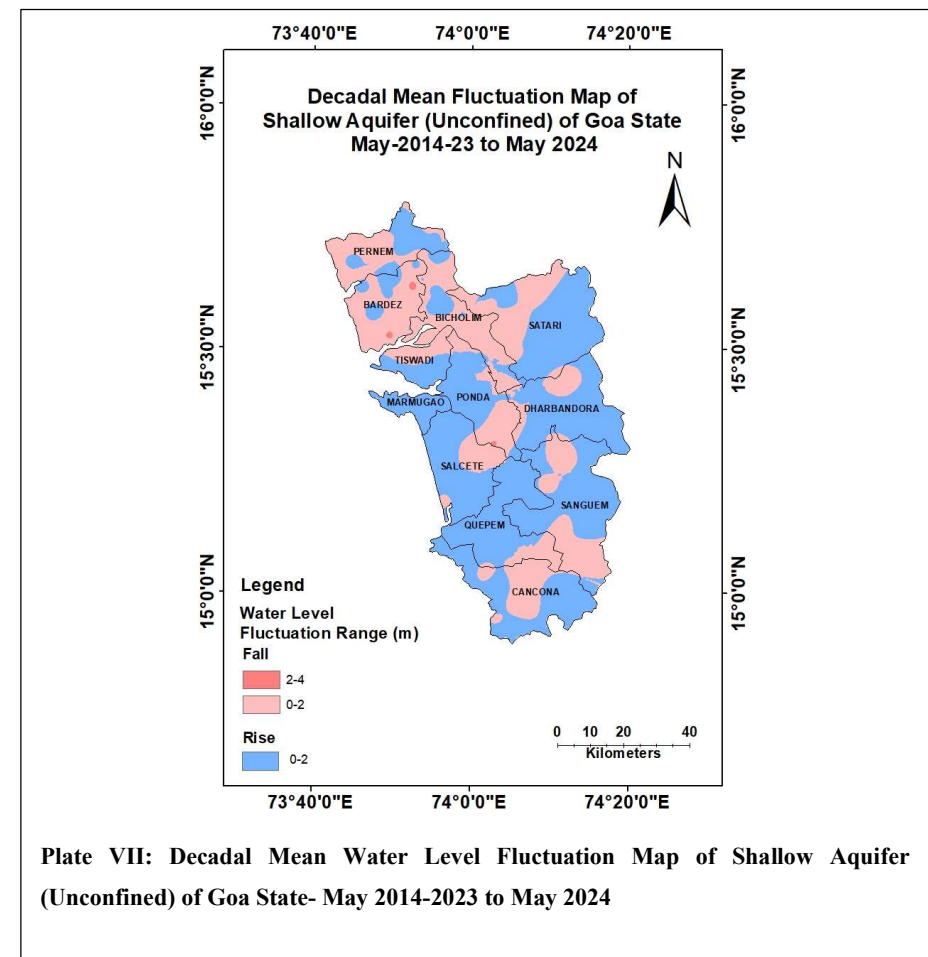 73°40'0"E 74°0'0"E 74°20'0"E
16°0'0"N
16°0'0"N
Decadal Mean Fluctuation Map of
Shallow Aquifer (Unconfined) of Goa State
May-2014-23 to May 2024
N
PERNEM
BARDEZ
BICHOLIM
SATARI
15°30'0"N
15°30'0"N
TISWADI
MARMUGAO
PONDA
DHARBANDORA
SALCETE
SANGUEM
QUEPEM
CANCONA
15°0'0"N
15°0'0"N
Legend
Water Level
Fluctuation Range (m)
Fall
2-4
0-2
Rise
0-2
0 10 20 40
Kilometers
73°40'0"E 74°0'0"E 74°20'0"E
Plate VII: Decadal Mean Water Level Fluctuation Map of Shallow Aquifer
(Unconfined) of Goa State- May 2014-2023 to May 2024